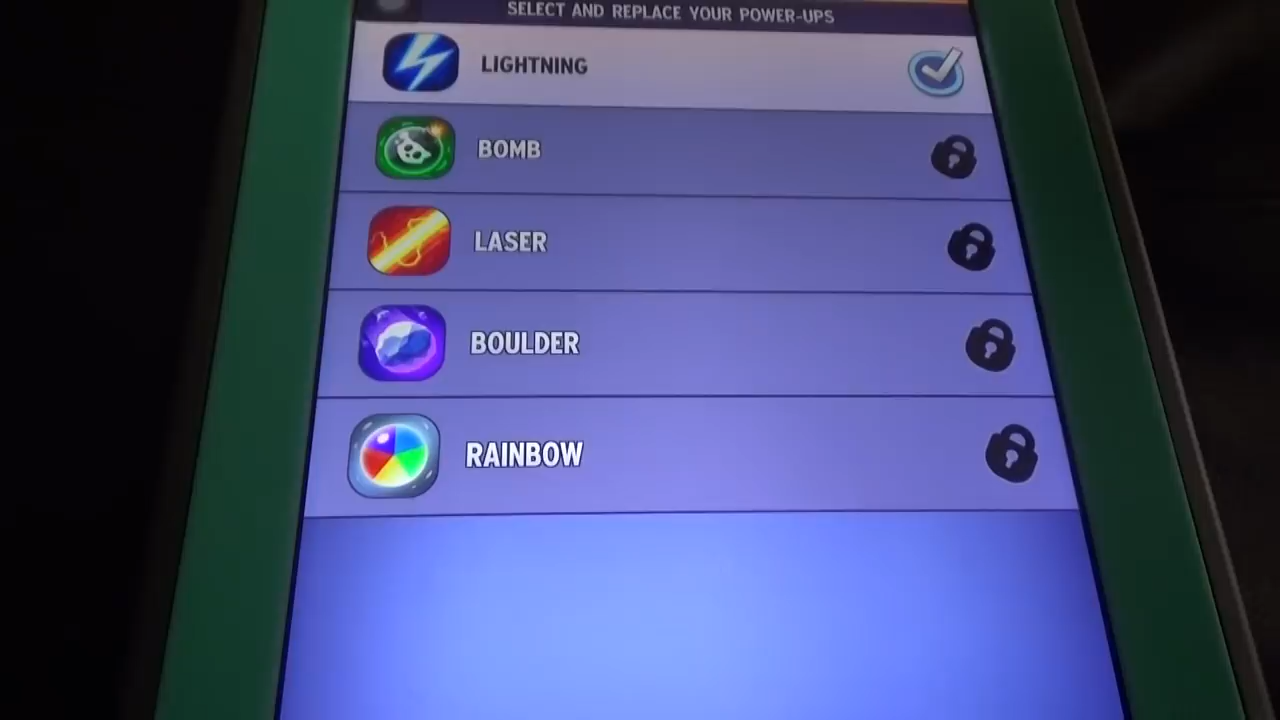 SELECT AND REPLACE YOUR POWER-UPS
LIGHTNING
BOMB
LASER
BOULDER
RAINBOW